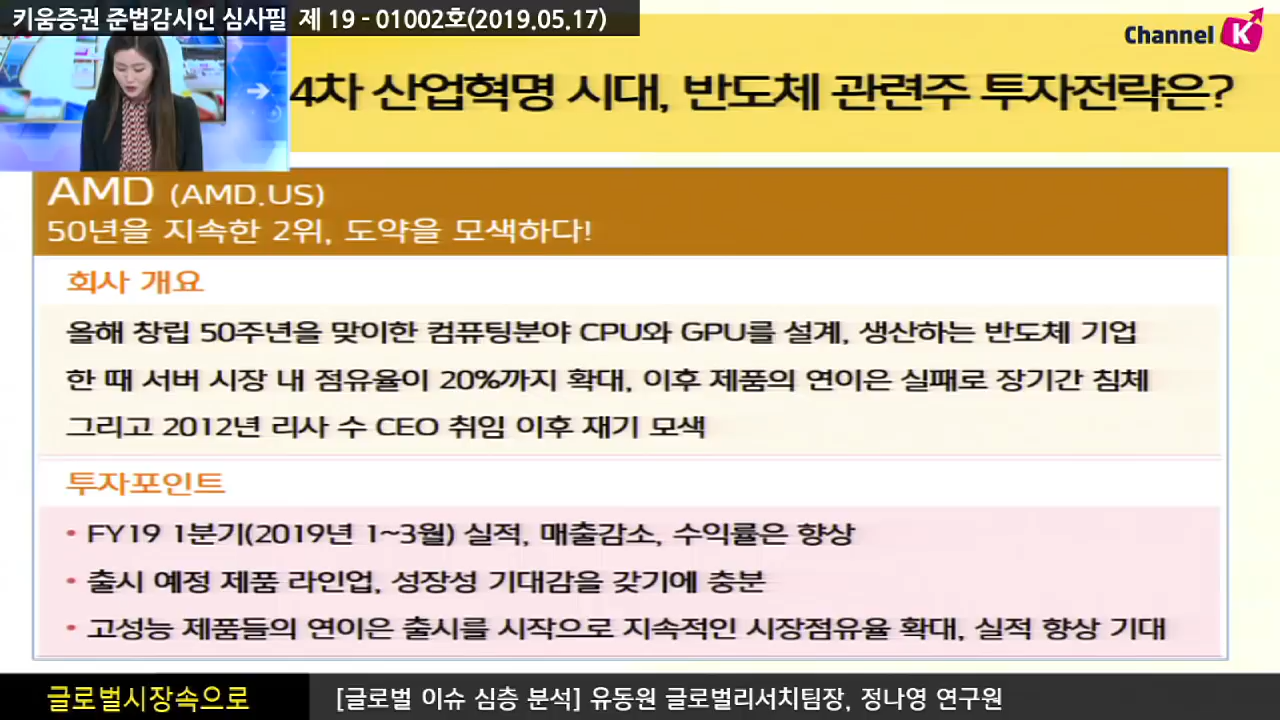 키움증권 준법감시인 심사필 제 19 - 01002호(2019.05.17)
Channel K
4차 산업혁명 시대, 반도체 관련주 투자전략은?
AMD (AMD.US)
50년을 지속한 2위, 도약을 모색하다!
회사 개요
올해 창립 50주년을 맞이한 컴퓨팅분야 CPU와 GPU를 설계, 생산하는 반도체 기업
한 때 서버 시장 내 점유율이 20%까지 확대, 이후 제품의 연이은 실패로 장기간 침체
그리고 2012년 리사 수 CEO 취임 이후 재기 모색
투자포인트
• FY19 1분기(2019년 1~3월) 실적, 매출감소, 수익률은 향상
• 출시 예정 제품 라인업, 성장성 기대감을 갖기에 충분
• 고성능 제품들의 연이은 출시를 시작으로 지속적인 시장점유율 확대, 실적 향상 기대
글로벌시장속으로
[글로벌 이슈 심층 분석] 유동원 글로벌리서치팀장, 정나영 연구원